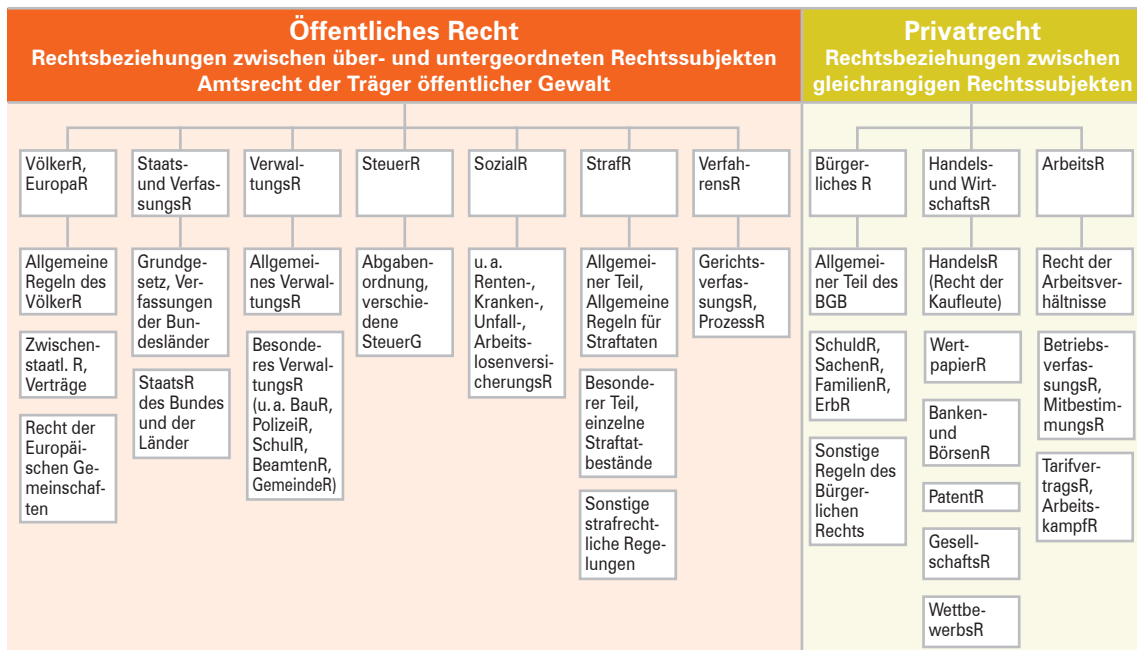 Öffentliches Recht
Rechtsbeziehungen zwischen über- und untergeordneten Rechtssubjekten
Amtsrecht der Träger öffentlicher Gewalt
Privatrecht
Rechtsbeziehungen zwischen
gleichrangigen Rechtssubjekten
VölkerR,
EuropaR
Staats-
und Verfas-
sungsR
Verwal-
tungsR
SteuerR
SozialR
StrafR
Verfah-
rensR
Bürger-
liches R
Handels-
und Wirt-
schaftsR
ArbeitsR
Allgemeine
Regeln des
VölkerR
Zwischen-
staatl. R,
Verträge
Recht der
Europäi-
schen Ge-
meinschaf-
ten
Grundge-
setz, Ver-
fassungen
der Bun-
desländer
StaatsR
des Bundes
und der
Länder
Allgemei-
nes Verwal-
tungsR
Besonde-
res Verwal-
tungsR
(u. a. BauR,
PolizeiR,
SchulR,
BeamtenR,
GemeindeR)
Abgaben-
ordnung,
verschie-
dene
SteuerG
u. a.
Renten-,
Kranken-,
Unfall-,
Arbeits-
losenversi-
cherungsR
Allgemei-
ner Teil,
Allgemeine
Regeln für
Straftaten
Besonde-
rer Teil,
einzelne
Straftat-
bestände
Sonstige
strafrecht-
liche Rege-
lungen
Gerichts-
verfas-
sungsR,
ProzessR
Allgemei-
ner Teil des
BGB
SchuldR,
SachenR,
FamilienR,
ErbR
Sonstige
Regeln des
Bürger-
lichen
Rechts
HandelsR
(Recht der
Kaufleute)
Wert-
papierR
Banken-
und
BörsenR
PatentR
Gesell-
schaftsR
Wettbe-
werbsR
Recht der
Arbeitsver-
hältnisse
Betriebs-
verfas-
sungsR,
Mitbestim-
mungsR
Tarifver-
tragsR,
Arbeits-
kampfR